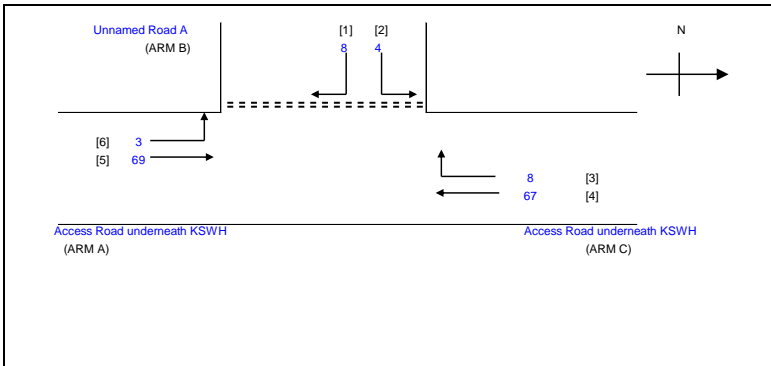 Unnamed Road A [1] [2] N
(ARM B) 8 4
[6] 3
[5] 69
8 [3]
67 [4]
Access Road underneath KSWH Access Road underneath KSWH
(ARM A) (ARM C)